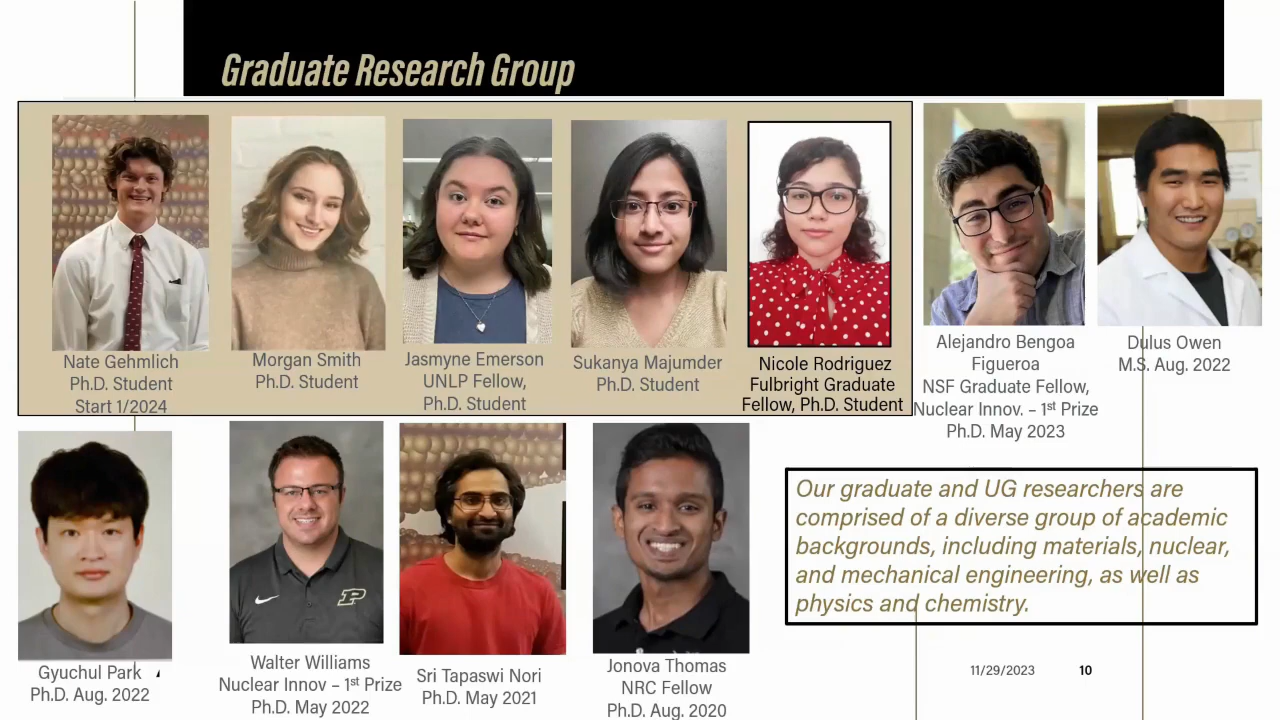 Graduate Research Group
Nate Gehmlich
Ph.D. Student
Start 1/2024
Morgan Smith
Ph.D. Student
Jasmyne Emerson
UNLP Fellow,
Ph.D. Student
Sukanya Majumder
Ph.D. Student
Nicole Rodriguez
Fulbright Graduate
Fellow, Ph.D. Student
Alejandro Bengoa
Figueroa
NSF Graduate Fellow,
Nuclear Innov. – 1st Prize
Ph.D. May 2023
Dulus Owen
M.S. Aug. 2022
Gyuchul Park
Ph.D. Aug. 2022
P
Walter Williams
Nuclear Innov – 1st Prize
Ph.D. May 2022
Sri Tapaswi Nori
Ph.D. May 2021
Jonova Thomas
NRC Fellow
Ph.D. Aug. 2020
Our graduate and UG researchers are
comprised of a diverse group of academic
backgrounds, including materials, nuclear,
and mechanical engineering, as well as
physics and chemistry.
11/29/2023
10